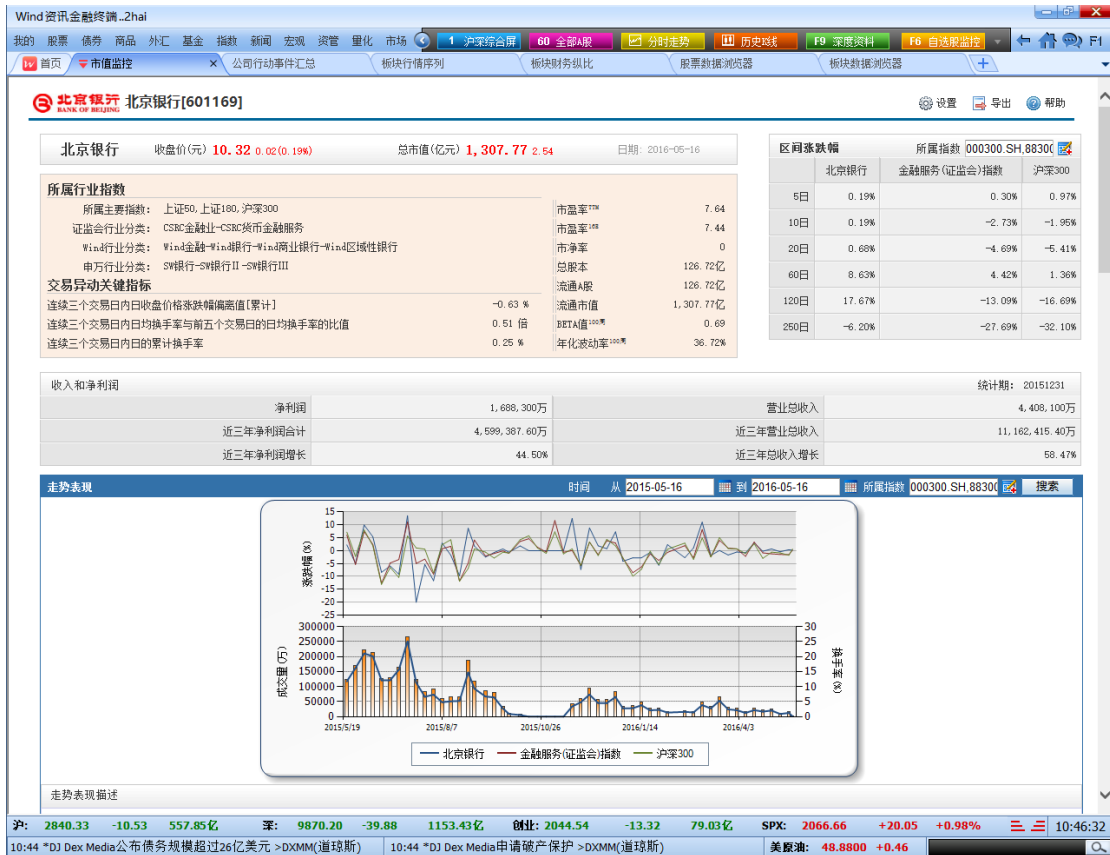 Wind资讯金融终端..2hai
我的 股票 债券 商品 外汇 基金 指数 新闻 宏观 资管 量化 市场 1 沪深综合屏 60 全部A股 分时走势 历史K线 F9 深度资料 F6 自选股监控 F1
首页 市值监控 × 公司行动事件汇总 板块行情序列 板块财务纵比 股票数据浏览器 板块数据浏览器 +
北京银行 BANK OF BEIJING 北京银行[601169] 设置 导出 帮助
北京银行 收盘价(元) 10.32 0.02(0.19%) 总市值(亿元) 1,307.77 2.54 日期: 2016-05-16
所属行业指数
所属主要指数: 上证50,上证180,沪深300
证监会行业分类: CSRC金融业-CSRC货币金融服务
Wind行业分类: Wind金融-Wind银行-Wind商业银行-Wind区域性银行
申万行业分类: SW银行-SW银行II-SW银行III
交易异动关键指标
连续三个交易日内日收盘价格涨跌幅偏离值[累计] -0.63 %
连续三个交易日内日均换手率与前五个交易日的日均换手率的比值 0.51 倍
连续三个交易日内日的累计换手率 0.25 %
市盈率TTM 7.64
市盈率16E 7.44
市净率 0
总股本 126.72亿
流通A股 126.72亿
流通市值 1,307.77亿
BETA值100周 0.69
年化波动率100周 36.72%
区间涨跌幅 所属指数 000300.SH,88300
北京银行 金融服务(证监会)指数 沪深300
5日 0.19% 0.30% 0.97%
10日 0.19% -2.73% -1.95%
20日 0.68% -4.69% -5.41%
60日 8.63% 4.42% 1.36%
120日 17.67% -13.09% -16.69%
250日 -6.20% -27.69% -32.10%
收入和净利润 统计期: 20151231
净利润 1,688,300万 营业总收入 4,408,100万
近三年净利润合计 4,599,387.60万 近三年营业总收入 11,162,415.40万
近三年净利润增长 44.50% 近三年总收入增长 58.47%
走势表现 时间 从 2015-05-16 到 2016-05-16 所属指数 000300.SH,88300 搜索
涨跌幅(%)
15
10
5
0
-5
-10
-15
-20
-25
成交量(万)
300000
250000
200000
150000
100000
50000
0
30
25
20
15
10
5
0
换手率(%)
2015/5/19 2015/8/7 2015/10/26 2016/1/14 2016/4/3
北京银行 金融服务(证监会)指数 沪深300
走势表现描述
沪: 2840.33 -10.53 557.85亿 深: 9870.20 -39.88 1153.43亿 创业: 2044.54 -13.32 79.03亿 SPX: 2066.66 +20.05 +0.98% 10:46:32
10:44 *DJ Dex Media公布债务规模超过26亿美元 >DXMM(道琼斯) 10:44 *DJ Dex Media申请破产保护 >DXMM(道琼斯) 美原油: 48.8800 +0.46